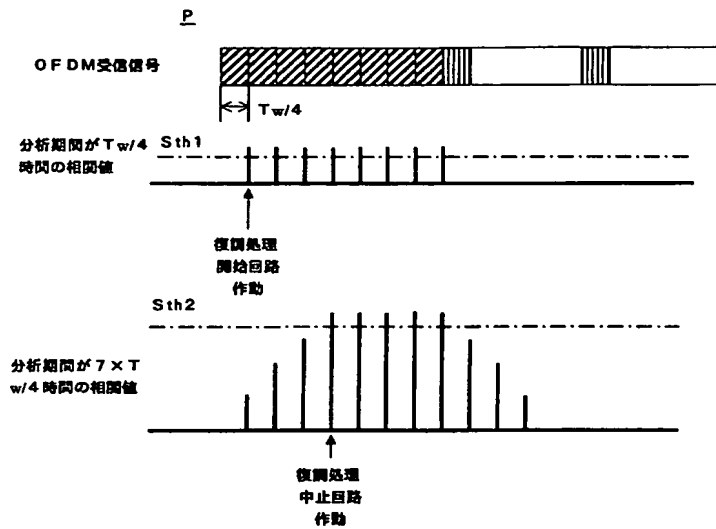 P
OFDM受信信号
Tw/4
分析期間がTw/4
時間の相関値
Sth1
復調処理
開始回路
作動
Sth2
分析期間が7×T
w/4時間の相関値
復調処理
中止回路
作動